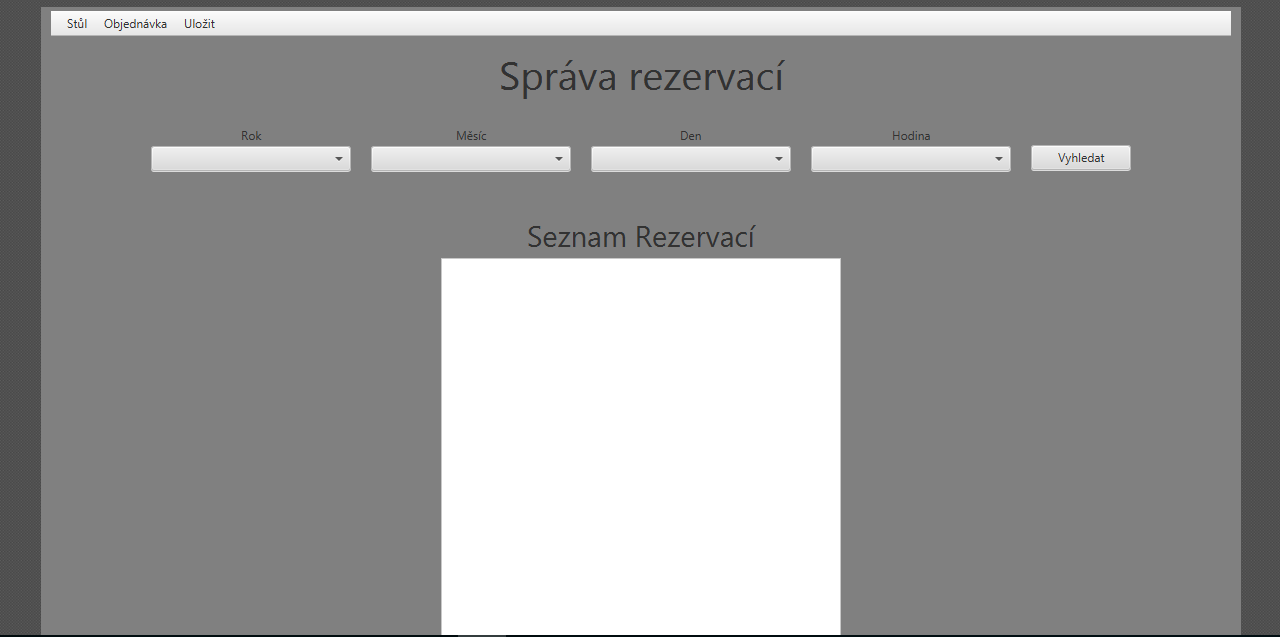 Stůl Objednávka Uložit
Správa rezervací
Rok Měsíc Den Hodina
Vyhledat
Seznam Rezervací